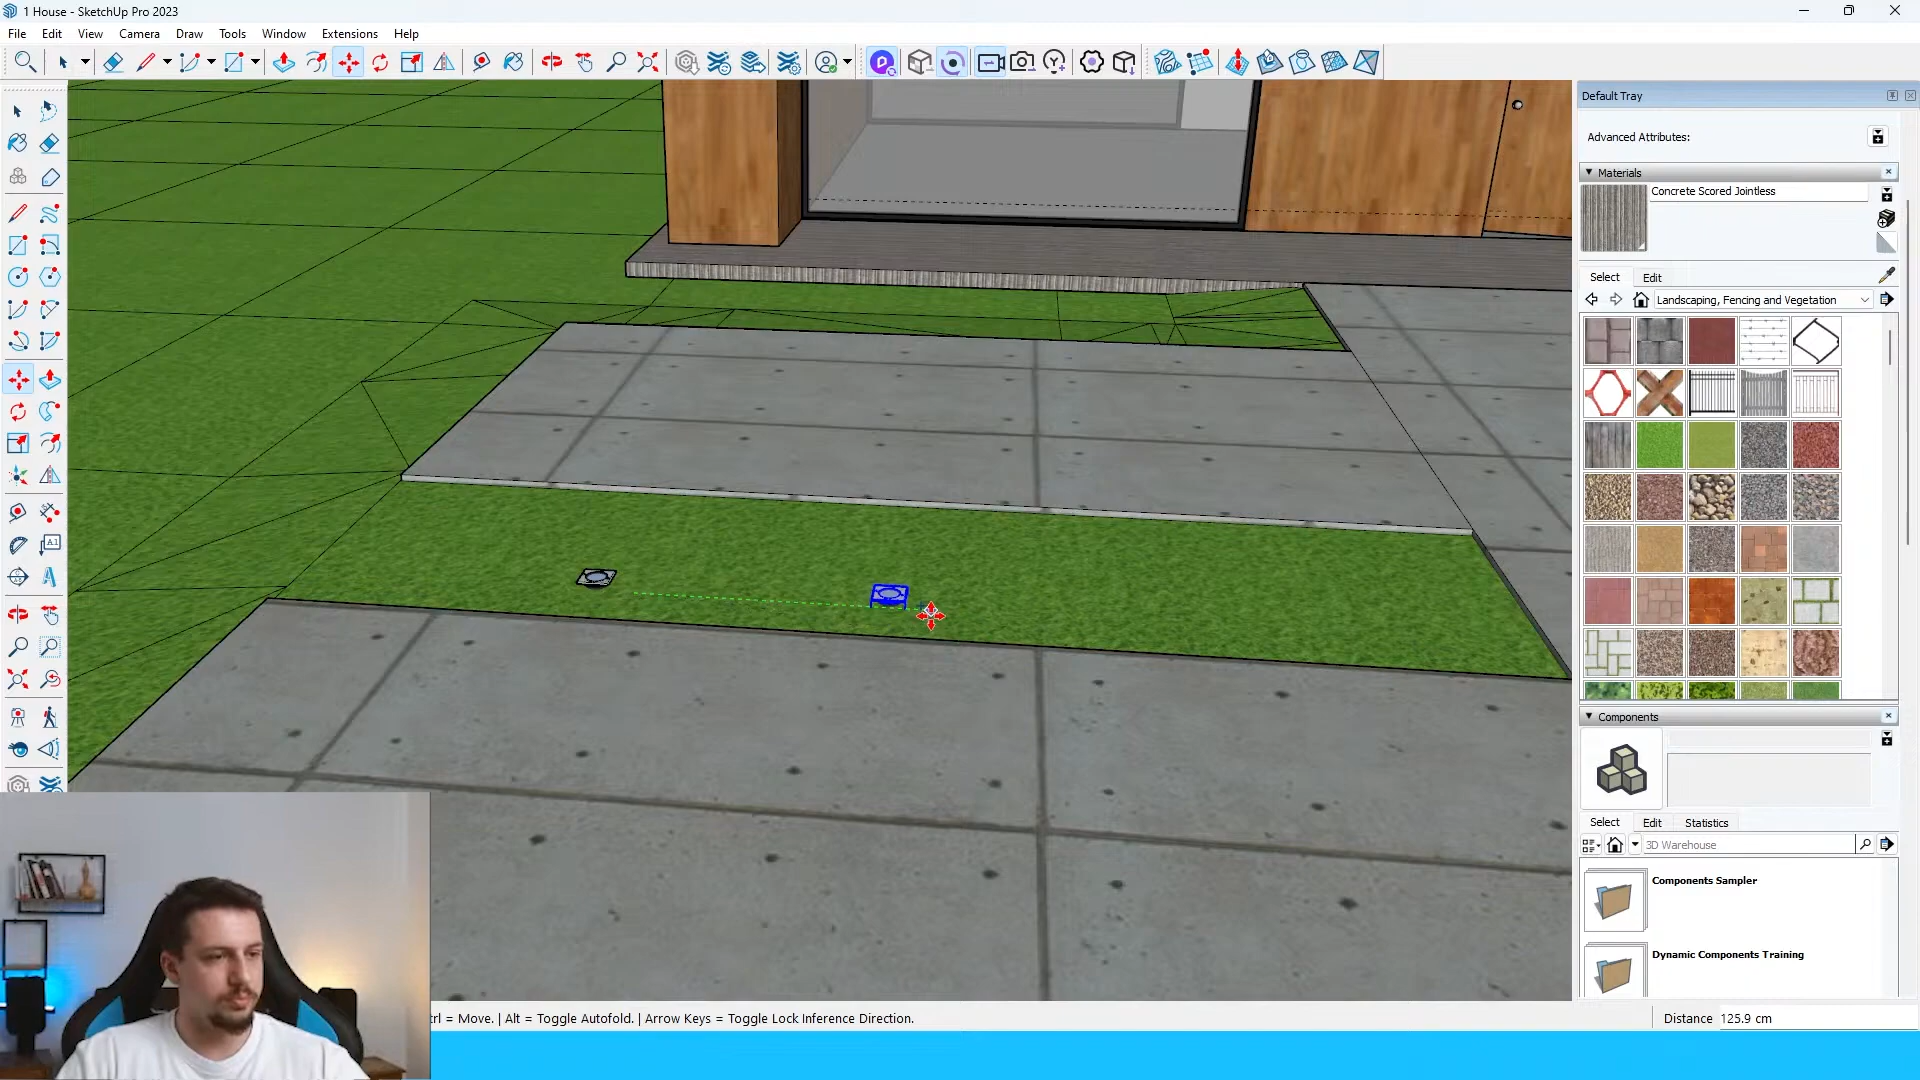 1 House - SketchUp Pro 2023
File Edit View Camera Draw Tools Window Extensions Help
Default Tray
Advanced Attributes:
Materials
Concrete Scored Jointless
Select Edit
Landscaping, Fencing and Vegetation
Components
Select Edit Statistics
3D Warehouse
Components Sampler
Dynamic Components Training
trl = Move. | Alt = Toggle Autofold. | Arrow Keys = Toggle Lock Inference Direction.
Distance 125.9 cm